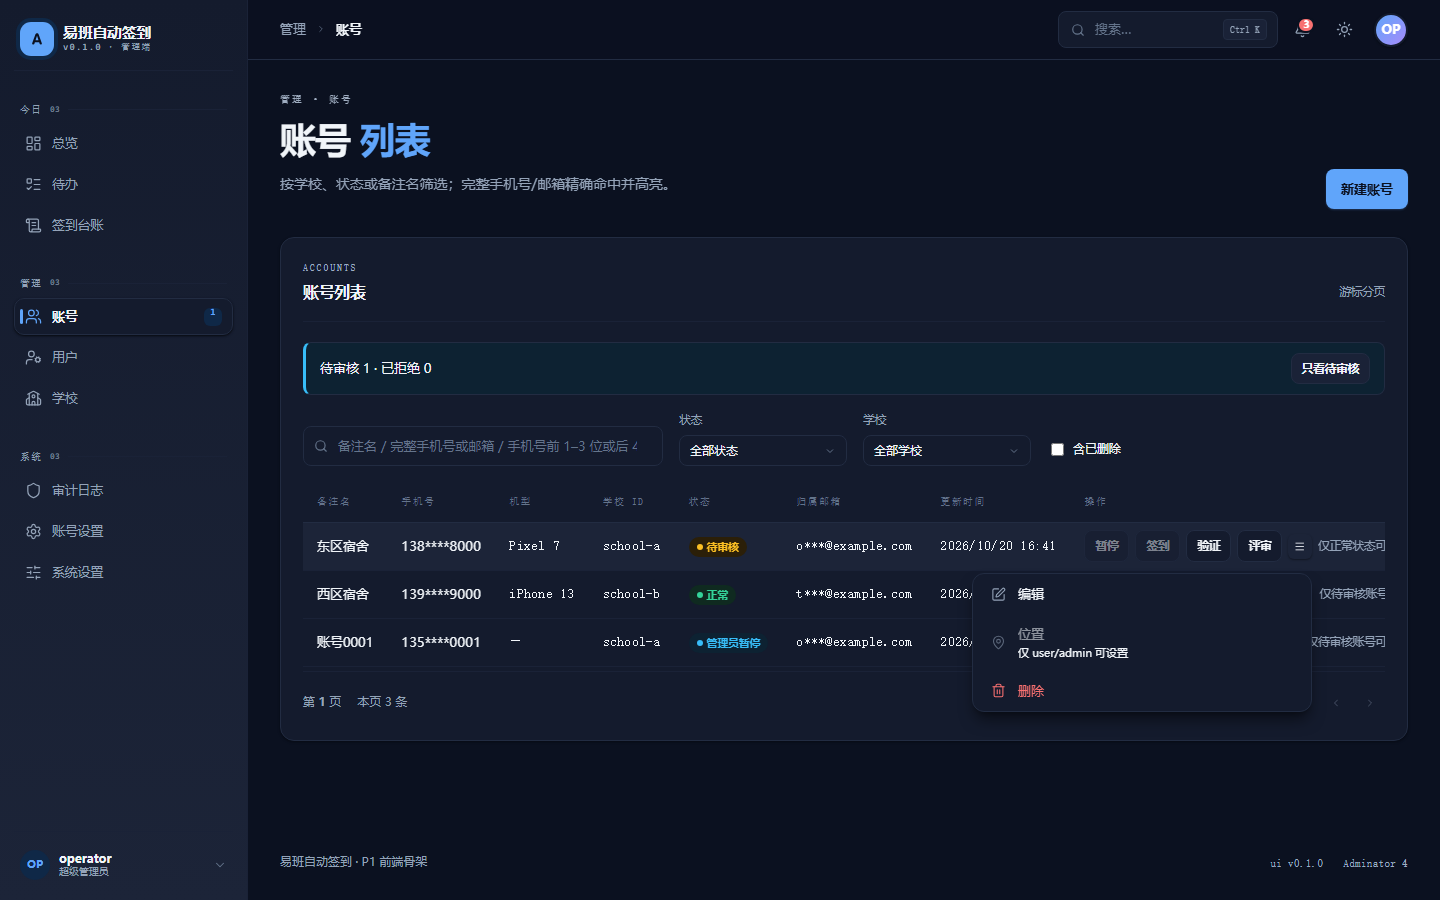 A
易班自动签到
v0.1.0 · 管理端
今日 03
总览
待办
签到台账
管理 03
账号 1
用户
学校
系统 03
审计日志
账号设置
系统设置
OP
operator
超级管理员
管理 › 账号
搜索... Ctrl K
3
OP
管理 · 账号
账号 列表
按学校、状态或备注名筛选；完整手机号/邮箱精确命中并高亮。
新建账号
ACCOUNTS
账号列表
游标分页
待审核 1 · 已拒绝 0
只看待审核
备注名 / 完整手机号或邮箱 / 手机号前 1–3 位或后 4
状态
全部状态
学校
全部学校
含已删除
备注名 手机号 机型 学校 ID 状态 归属邮箱 更新时间 操作
东区宿舍 138****8000 Pixel 7 school-a 待审核 o***@example.com 2026/10/20 16:41 暂停 签到 验证 评审 仅正常状态可
西区宿舍 139****9000 iPhone 13 school-b 正常 t***@example.com 2026/ 仅待审核账号
账号0001 135****0001 — school-a 管理员暂停 o***@example.com 2026/ 仅待审核账号可
编辑
位置
仅 user/admin 可设置
删除
第 1 页 本页 3 条
易班自动签到 · P1 前端骨架
ui v0.1.0 Adminator 4